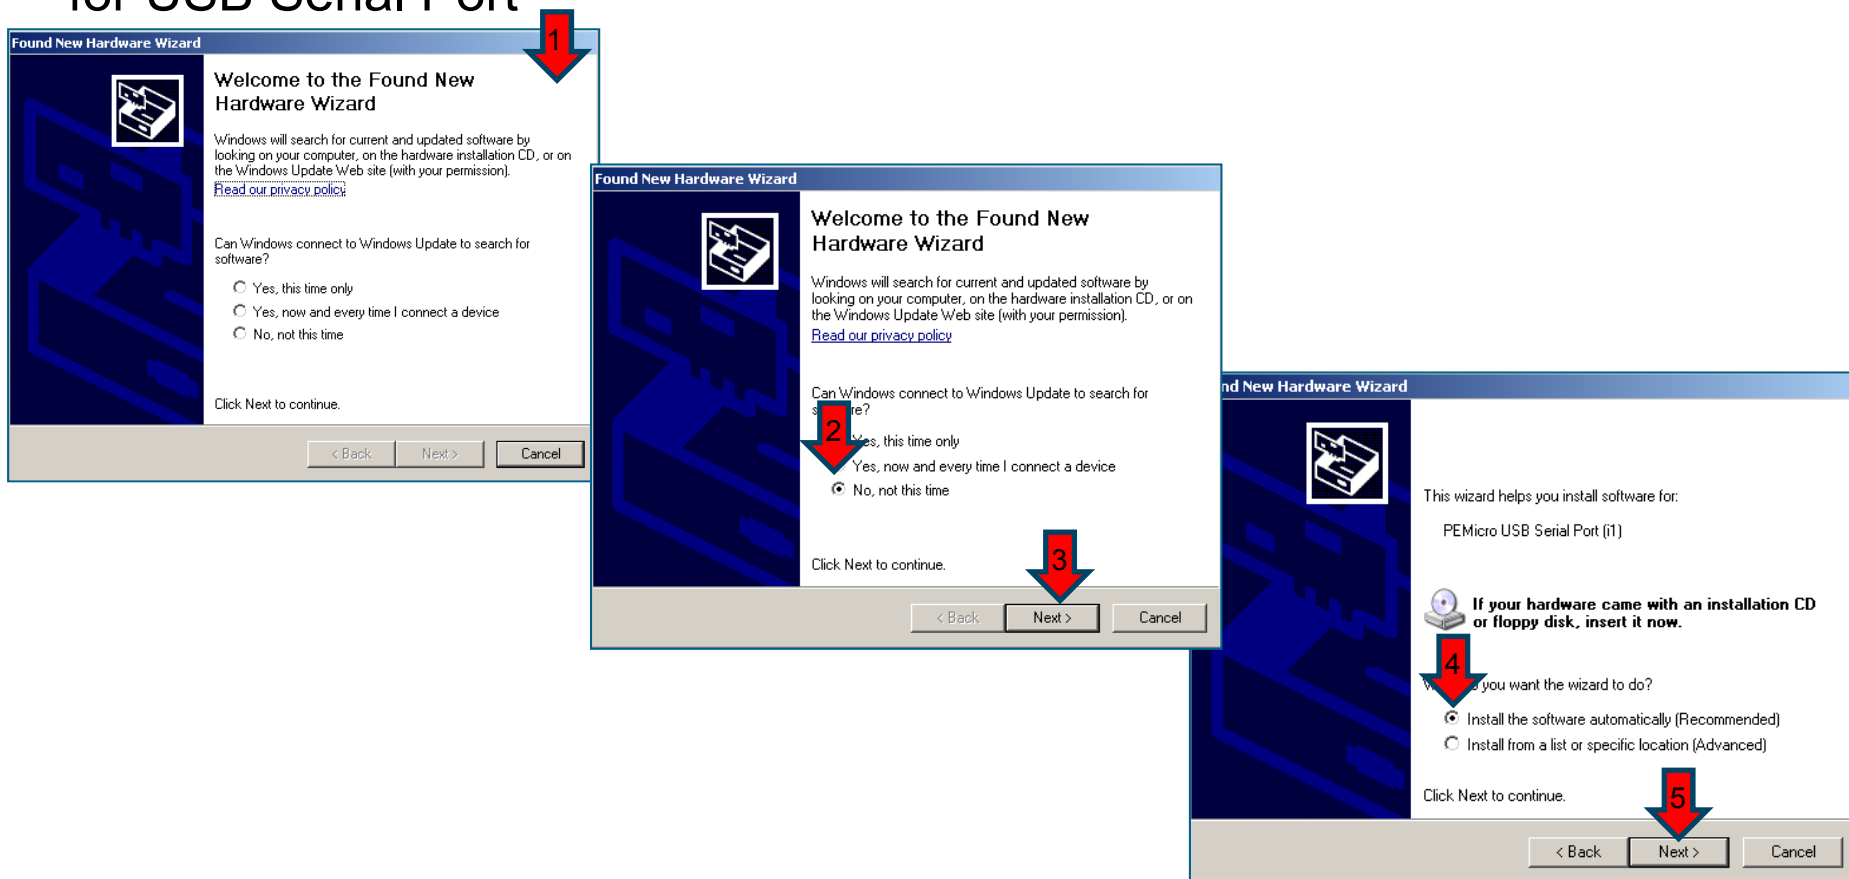 for USB Serial Port
1
Found New Hardware Wizard
Welcome to the Found New
Hardware Wizard
Windows will search for current and updated software by
looking on your computer, on the hardware installation CD, or on
the Windows Update Web site (with your permission).
Read our privacy policy
Can Windows connect to Windows Update to search for
software?
Yes, this time only
Yes, now and every time I connect a device
No, not this time
Click Next to continue.
< Back Next > Cancel
Found New Hardware Wizard
Welcome to the Found New
Hardware Wizard
Windows will search for current and updated software by
looking on your computer, on the hardware installation CD, or on
the Windows Update Web site (with your permission).
Read our privacy policy
Can Windows connect to Windows Update to search for
2
Yes, this time only
Yes, now and every time I connect a device
No, not this time
Click Next to continue.
3
< Back Next > Cancel
nd New Hardware Wizard
This wizard helps you install software for:
PEMicro USB Serial Port (i1)
If your hardware came with an installation CD
or floppy disk, insert it now.
4
you want the wizard to do?
Install the software automatically (Recommended)
Install from a list or specific location (Advanced)
Click Next to continue.
5
< Back Next > Cancel